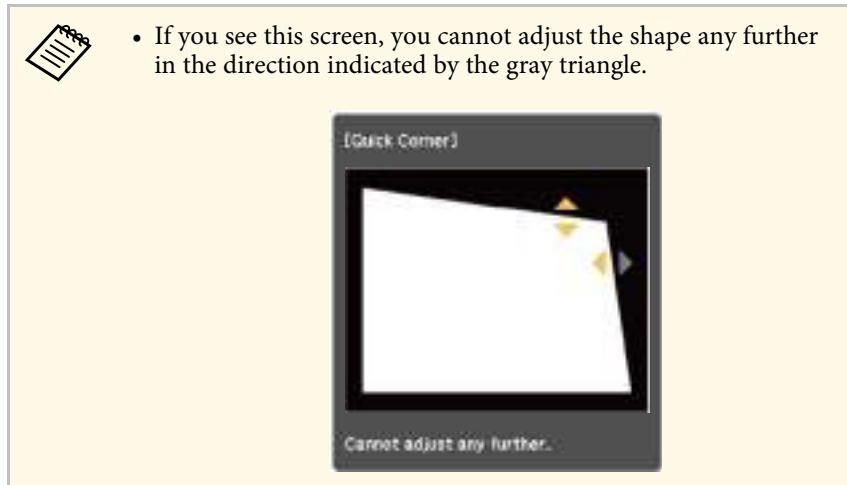 • If you see this screen, you cannot adjust the shape any further
in the direction indicated by the gray triangle.
[Quick Corner]
Cannot adjust any further.